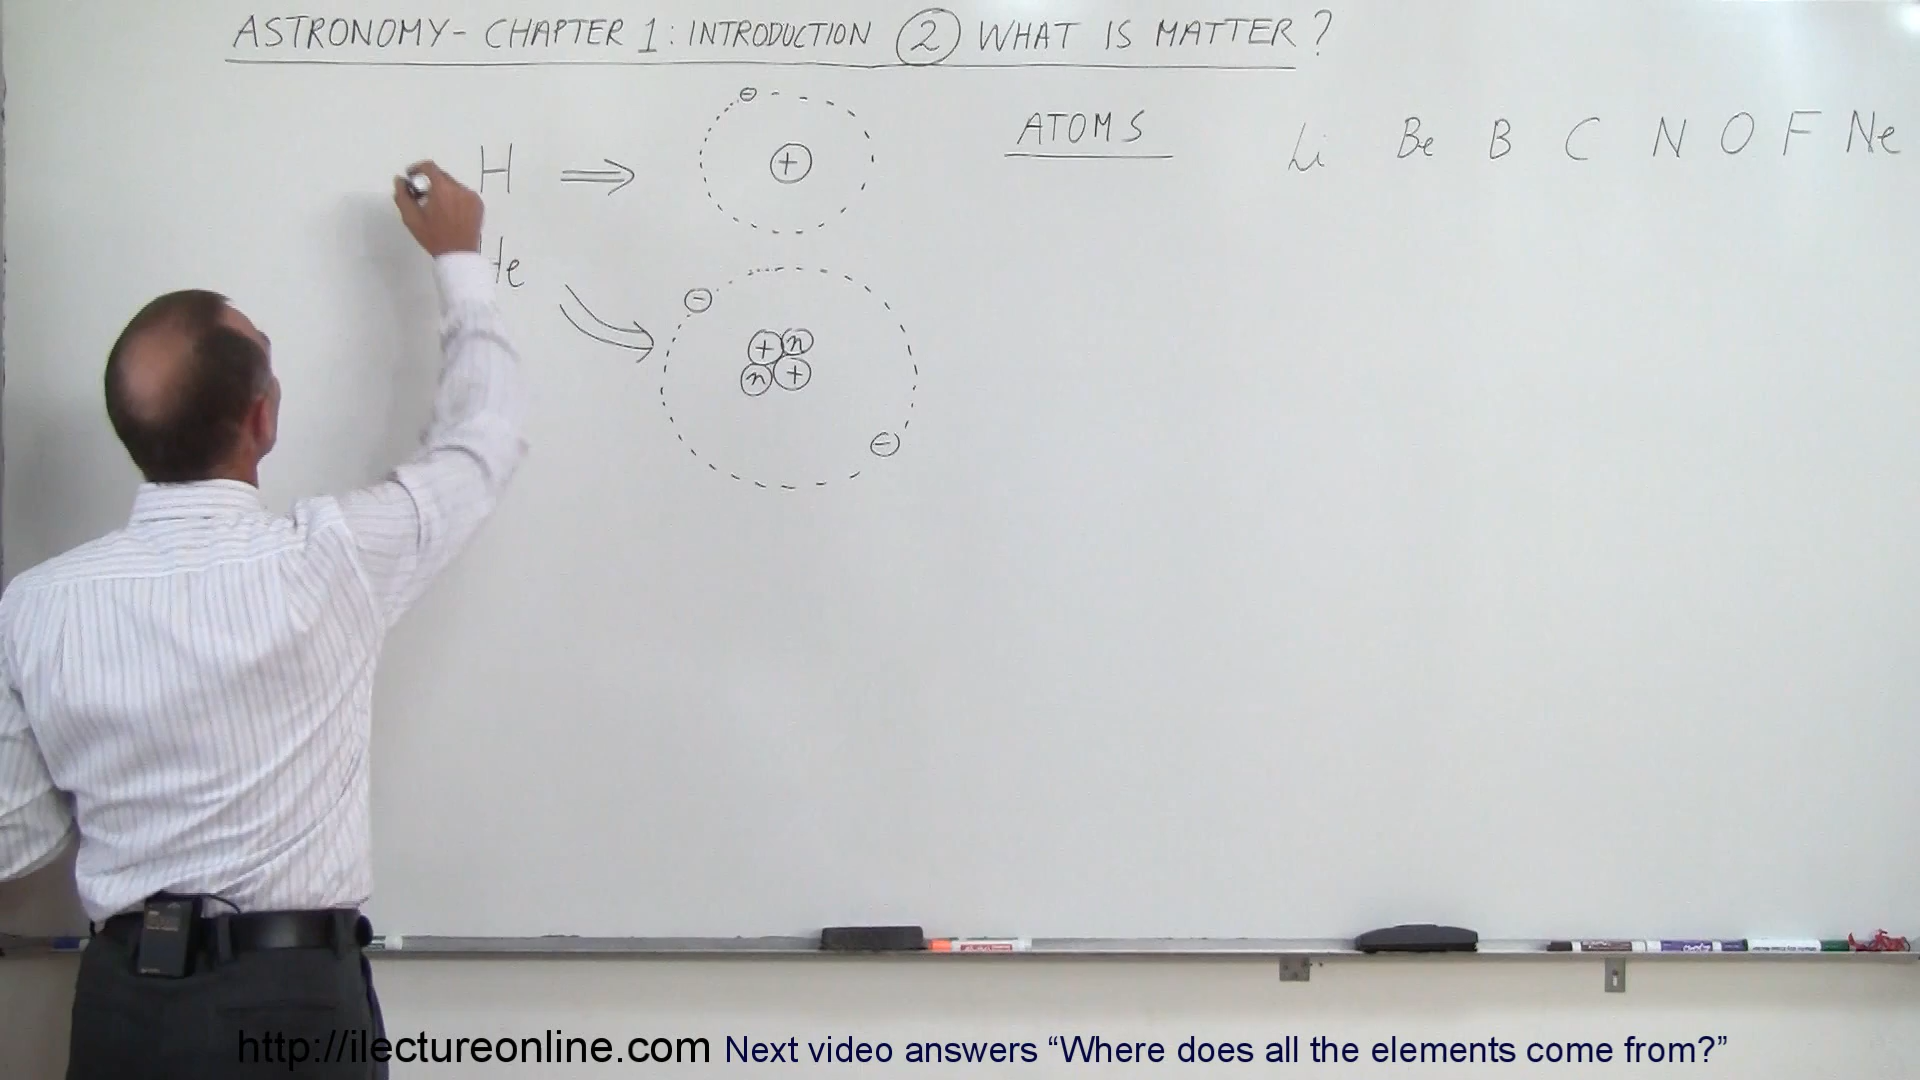 ASTRONOMY- CHAPTER 1: INTRODUCTION ② WHAT IS MATTER?
ATOMS
Li Be B C N O F Ne
H ⇒
⊖
+
He
−
+ n
n +
−
http://ilectureonline.com Next video answers “Where does all the elements come from?”